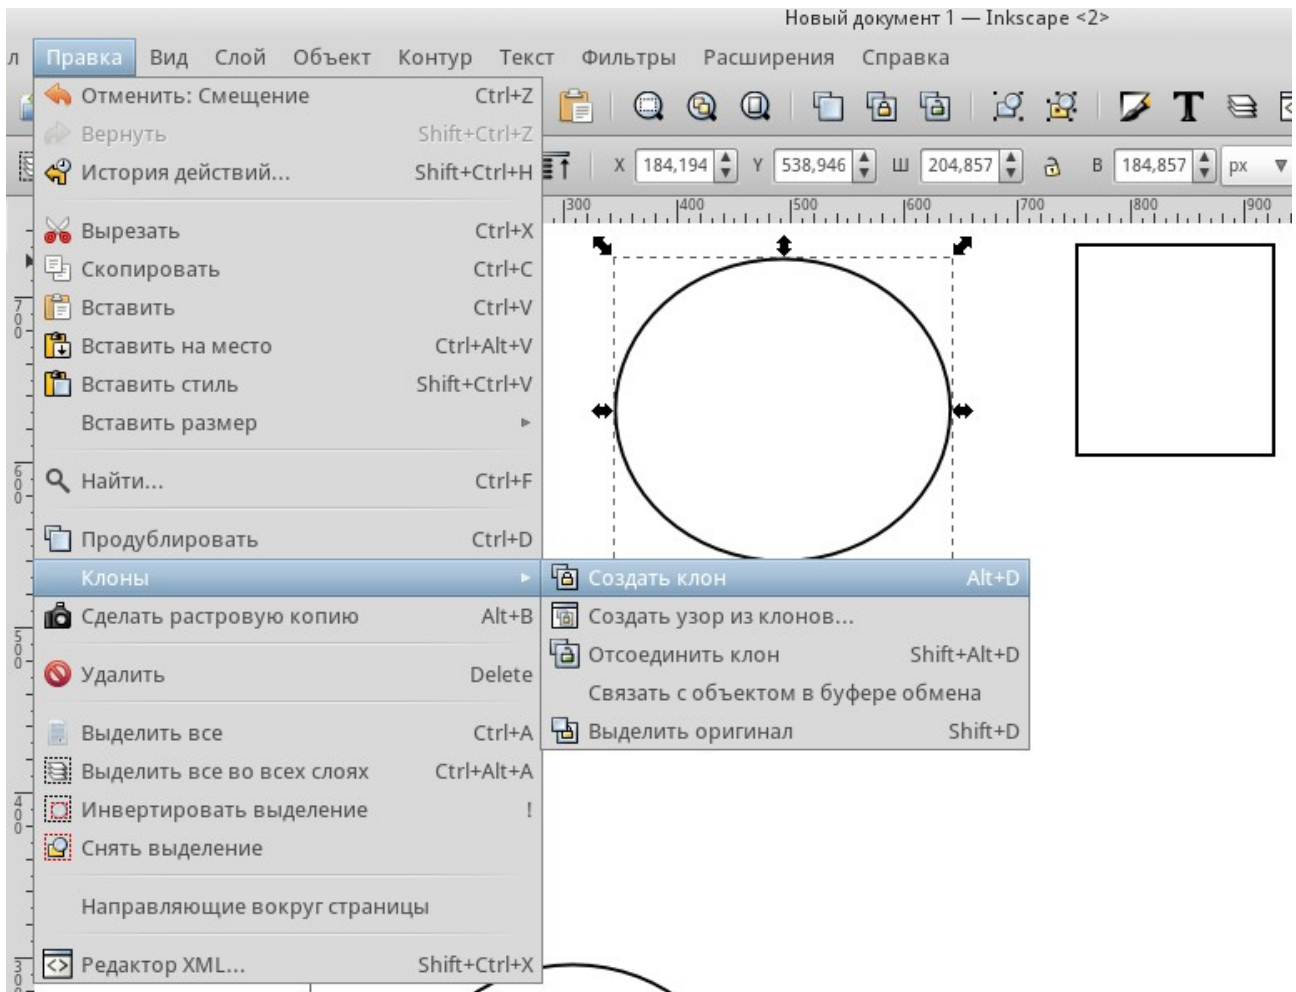 Новый документ 1 — Inkscape <2>
л Правка Вид Слой Объект Контур Текст Фильтры Расширения Справка
Отменить: Смещение Ctrl+Z
Вернуть Shift+Ctrl+Z
История действий... Shift+Ctrl+H
X 184,194 Y 538,946 Ш 204,857 В 184,857 px
300 400 500 600 700 800 900
Вырезать Ctrl+X
Скопировать Ctrl+C
Вставить Ctrl+V
700
Вставить на место Ctrl+Alt+V
Вставить стиль Shift+Ctrl+V
Вставить размер
Найти... Ctrl+F
600
Продублировать Ctrl+D
Клоны
Создать клон Alt+D
Сделать растровую копию Alt+B
Создать узор из клонов...
500
Отсоединить клон Shift+Alt+D
Удалить Delete
Связать с объектом в буфере обмена
Выделить оригинал Shift+D
Выделить все Ctrl+A
Выделить все во всех слоях Ctrl+Alt+A
400
Инвертировать выделение !
Снять выделение
Направляющие вокруг страницы
Редактор XML... Shift+Ctrl+X
300